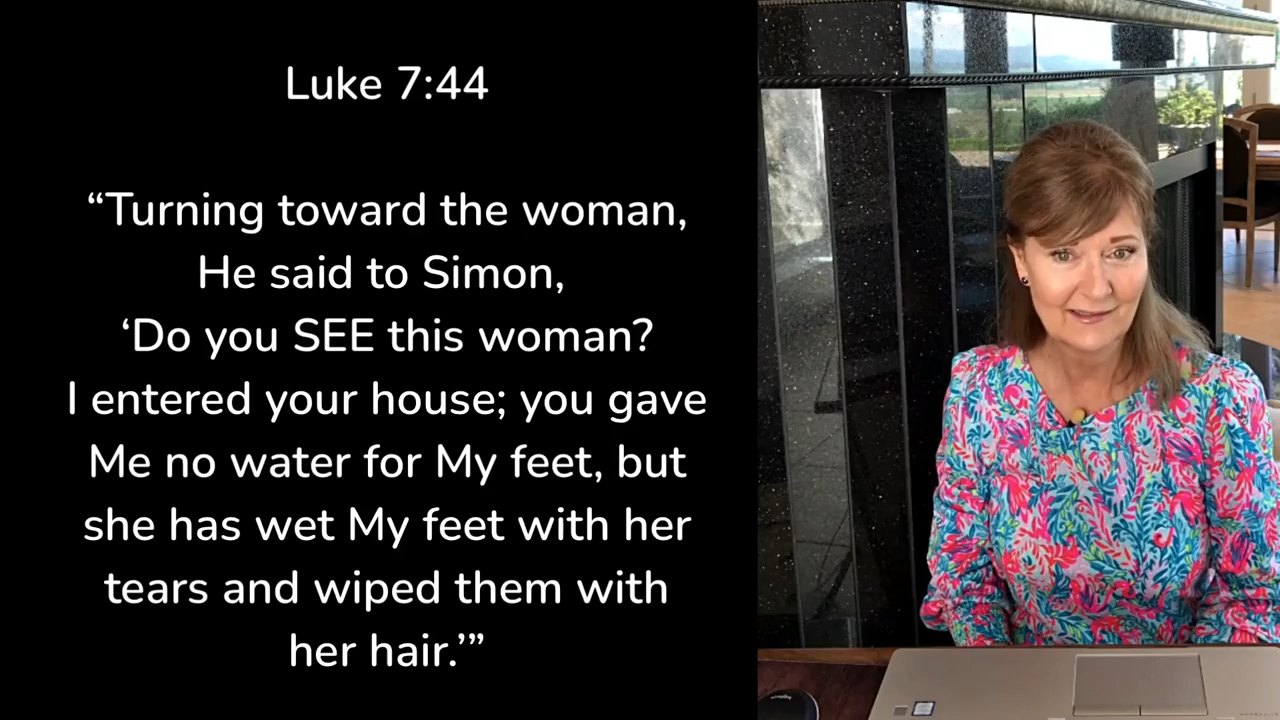 Luke 7:44
“Turning toward the woman,
He said to Simon,
‘Do you SEE this woman?
I entered your house; you gave
Me no water for My feet, but
she has wet My feet with her
tears and wiped them with
her hair.’”